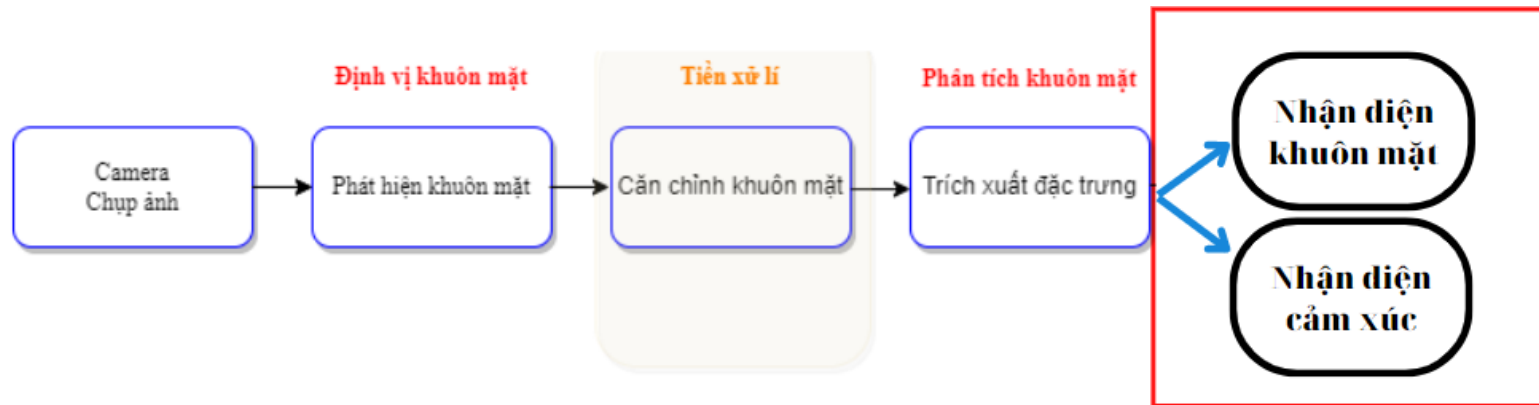 Định vị khuôn mặt
Tiền xử lí
Phân tích khuôn mặt
Camera
Chụp ảnh
Phát hiện khuôn mặt
Căn chỉnh khuôn mặt
Trích xuất đặc trưng
Nhận diện
khuôn mặt
Nhận diện
cảm xúc